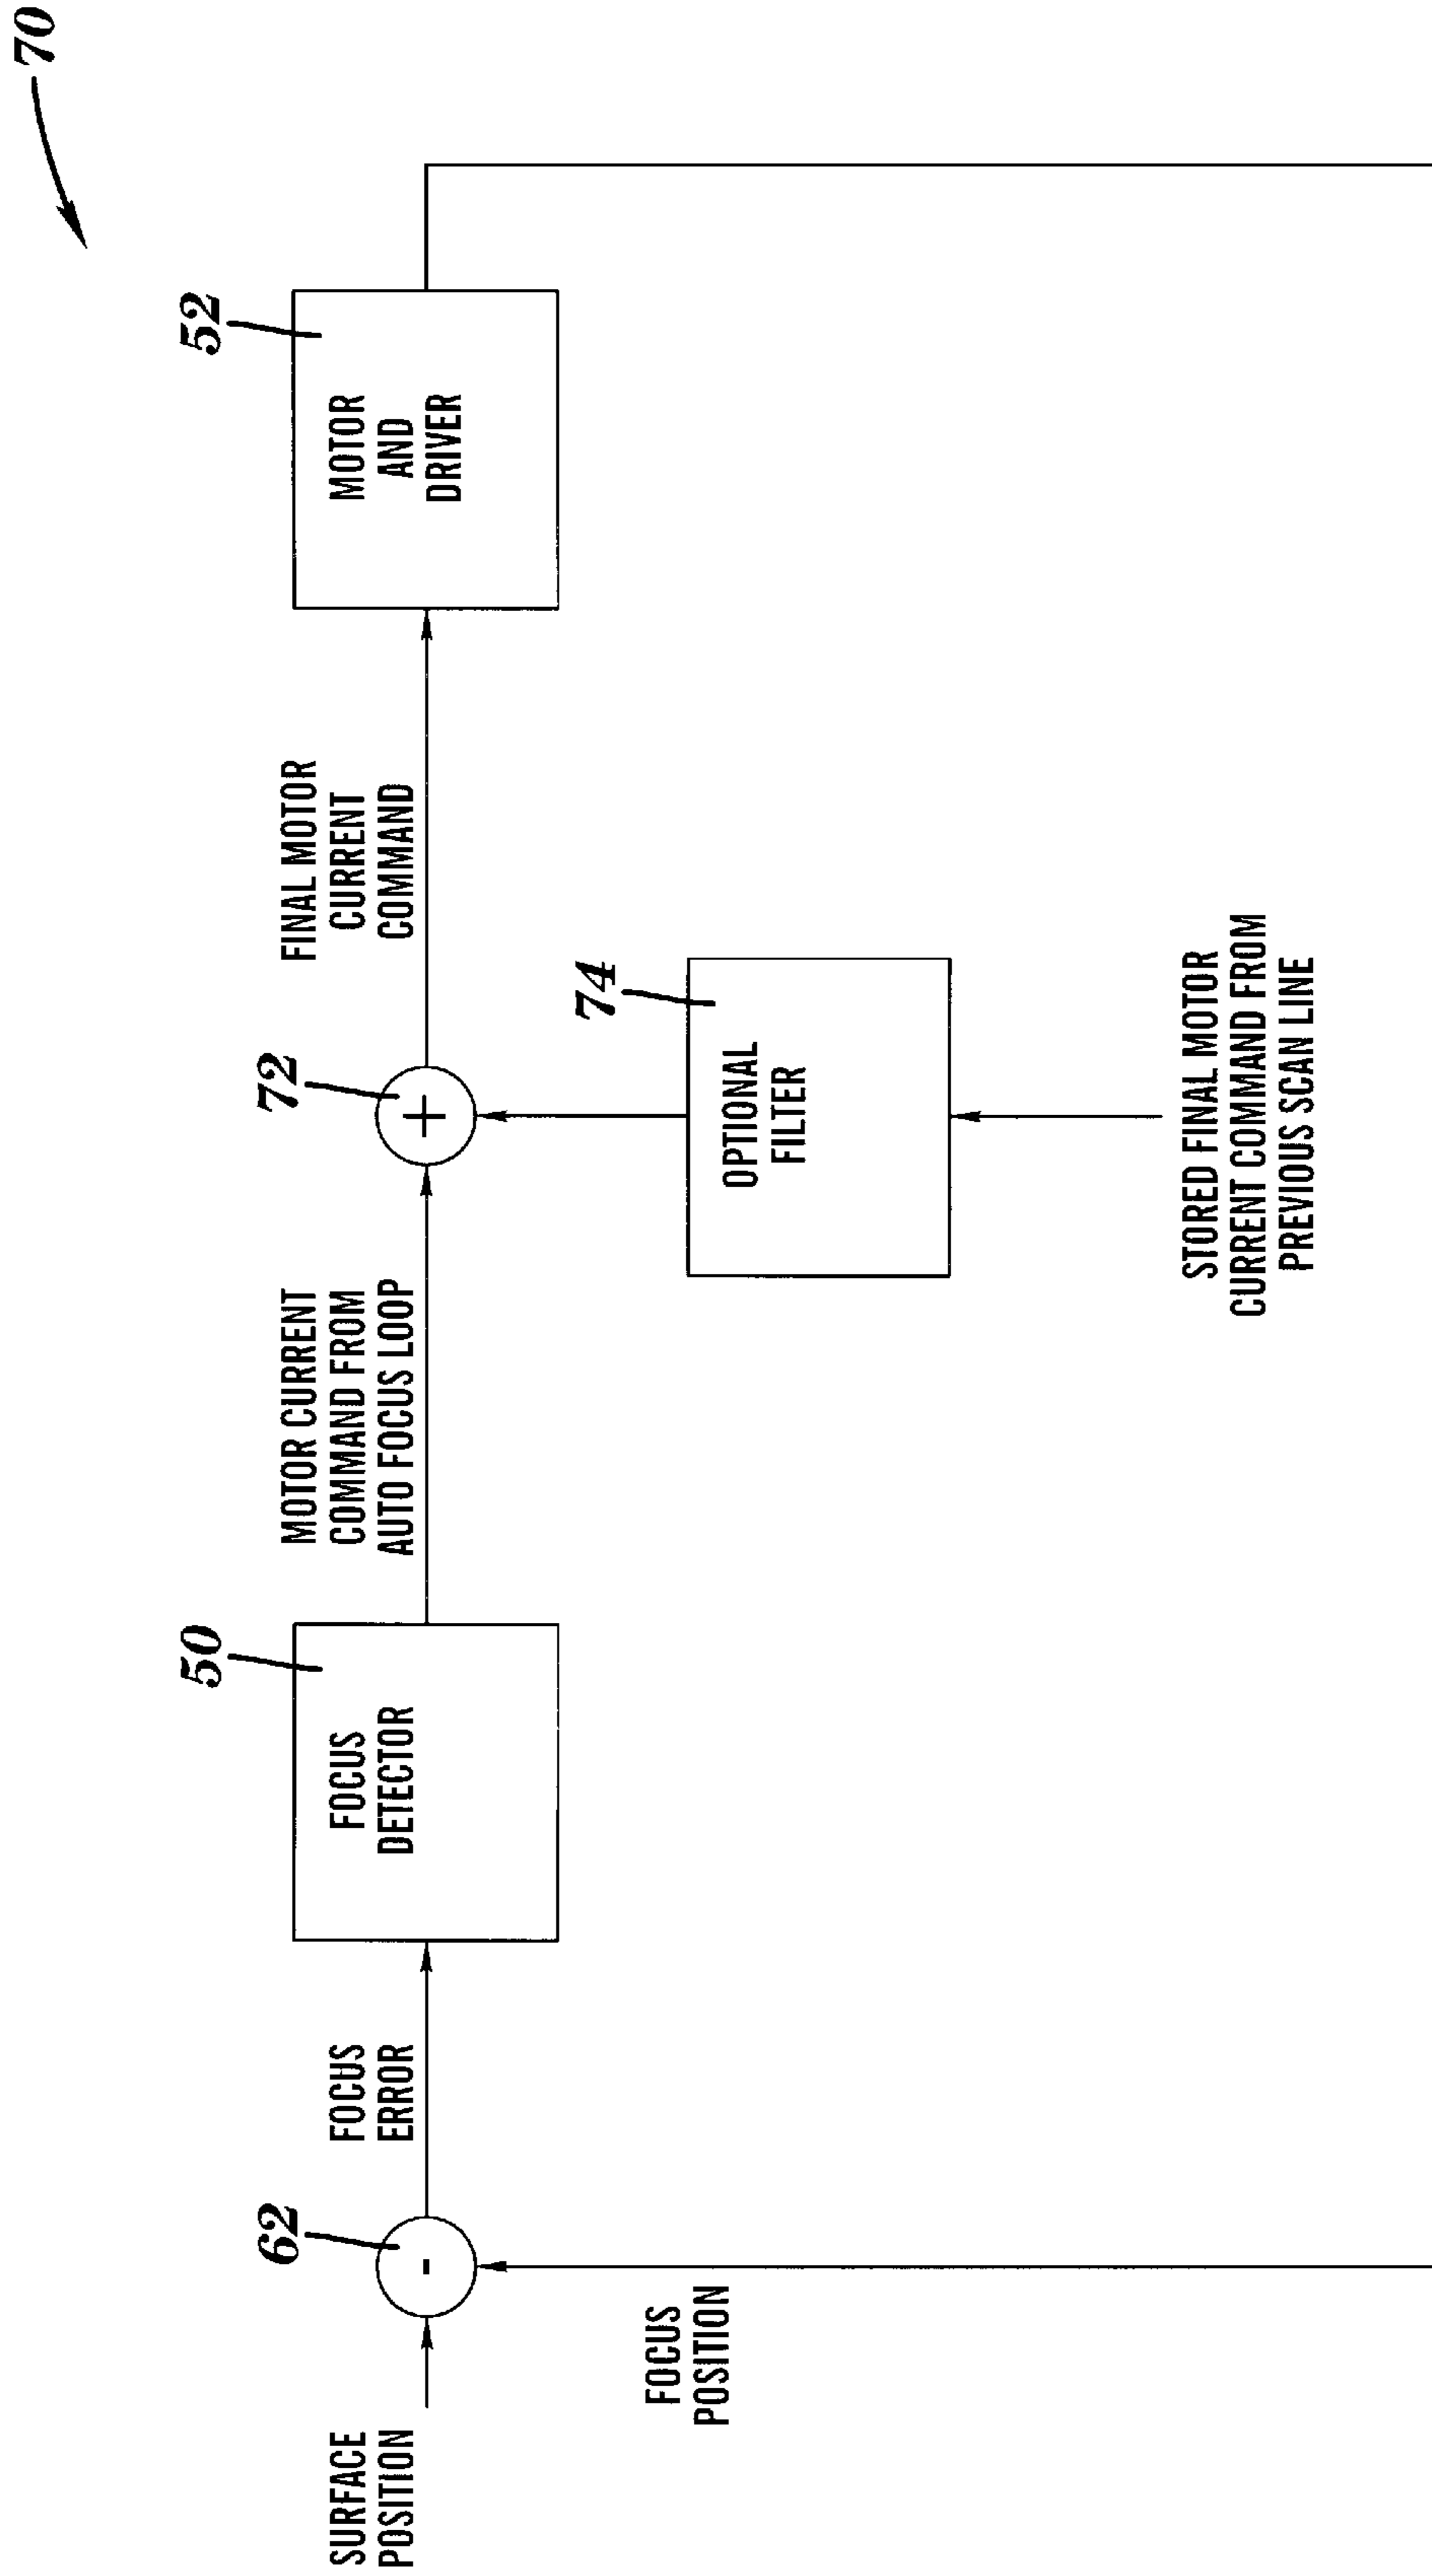 70
52
MOTOR
AND
DRIVER
FINAL MOTOR
CURRENT
COMMAND
72
74
OPTIONAL
FILTER
STORED FINAL MOTOR
CURRENT COMMAND FROM
PREVIOUS SCAN LINE
MOTOR CURRENT
COMMAND FROM
AUTO FOCUS LOOP
+
50
FOCUS
DETECTOR
FOCUS
ERROR
62
-
SURFACE
POSITION
FOCUS
POSITION